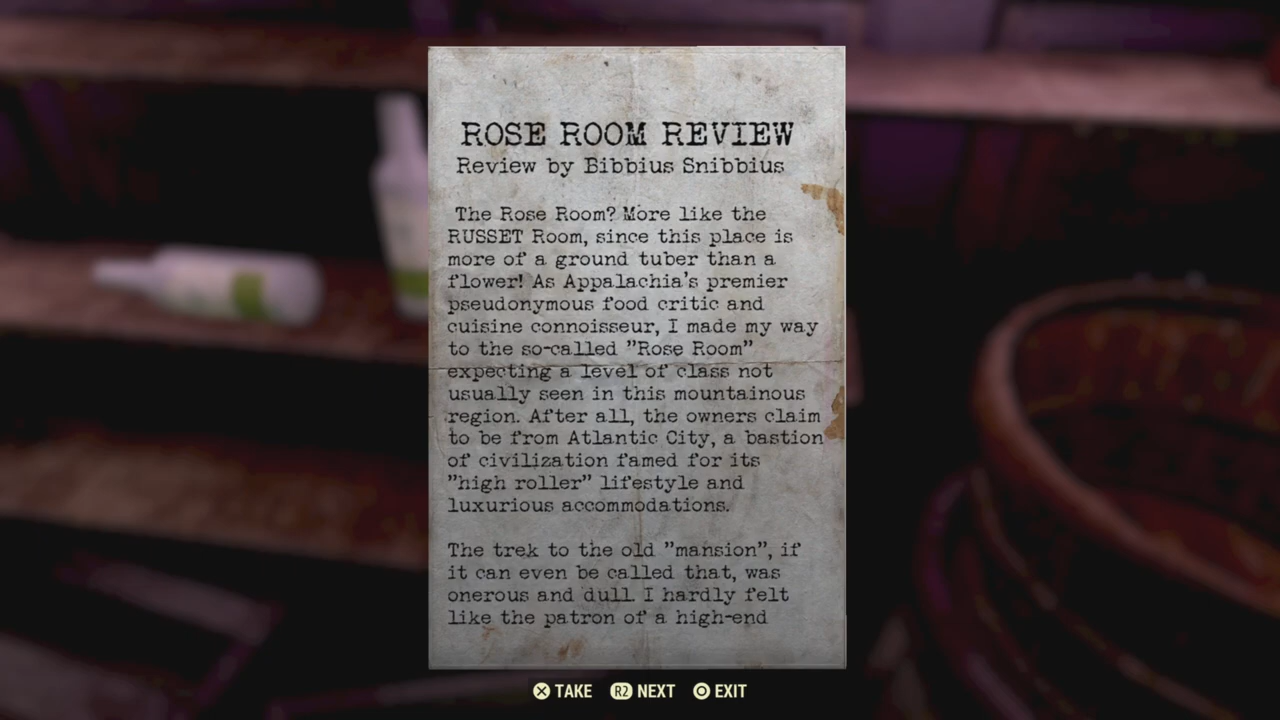 ROSE ROOM REVIEW
Review by Bibbius Snibbius
The Rose Room? More like the
RUSSET Room, since this place is
more of a ground tuber than a
flower! As Appalachia's premier
pseudonymous food critic and
cuisine connoisseur, I made my way
to the so-called "Rose Room"
expecting a level of class not
usually seen in this mountainous
region. After all, the owners claim
to be from Atlantic City, a bastion
of civilization famed for its
"high roller" lifestyle and
luxurious accommodations.
The trek to the old "mansion", if
it can even be called that, was
onerous and dull. I hardly felt
like the patron of a high-end
TAKE R2 NEXT EXIT